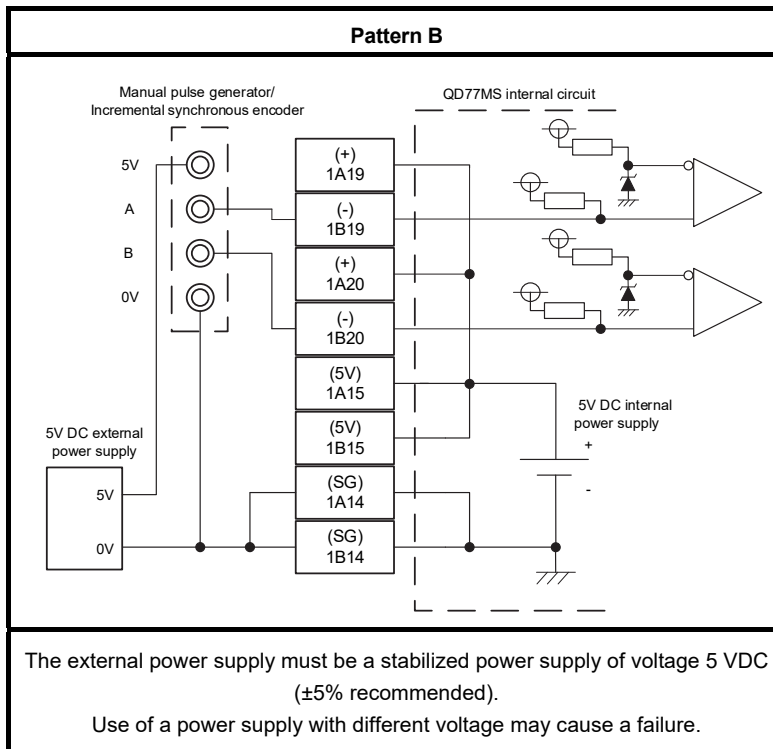 Pattern B
Manual pulse generator/
Incremental synchronous encoder
QD77MS internal circuit
5V
A
B
0V
(+)
1A19
(-)
1B19
(+)
1A20
(-)
1B20
(5V)
1A15
(5V)
1B15
(SG)
1A14
(SG)
1B14
5V DC external
power supply
5V
0V
5V DC internal
power supply
+
-
The external power supply must be a stabilized power supply of voltage 5 VDC
(±5% recommended).
Use of a power supply with different voltage may cause a failure.